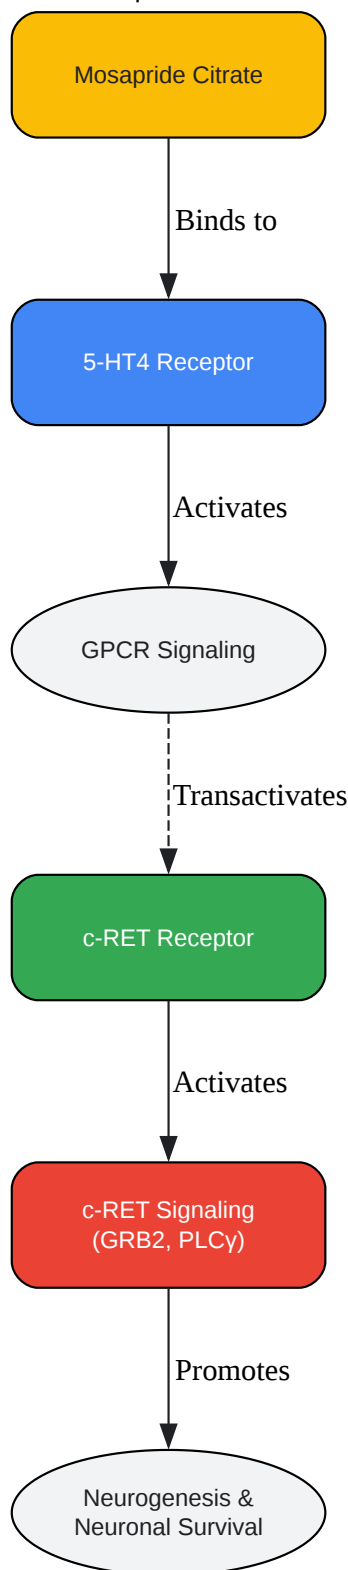 Mosapride Citrate
Binds to
5-HT4 Receptor
Activates
GPCR Signaling
Transactivates
c-RET Receptor
Activates
c-RET Signaling
(GRB2, PLCγ)
Promotes
Neurogenesis &
Neuronal Survival